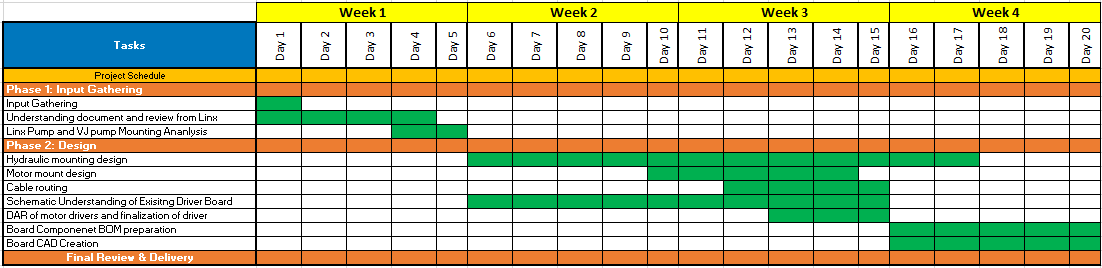 Week 1 Week 2 Week 3 Week 4
Tasks Day 1 Day 2 Day 3 Day 4 Day 5 Day 6 Day 7 Day 8 Day 9 Day 10 Day 11 Day 12 Day 13 Day 14 Day 15 Day 16 Day 17 Day 18 Day 19 Day 20
Project Schedule
Phase 1: Input Gathering
Input Gathering
Understanding document and review from Linx
Linx Pump and VJ pump Mounting Ananlysis
Phase 2: Design
Hydraulic mounting design
Motor mount design
Cable routing
Schematic Understanding of Exisitng Driver Board
DAR of motor drivers and finalization of driver
Board Componenet BOM preparation
Board CAD Creation
Final Review & Delivery